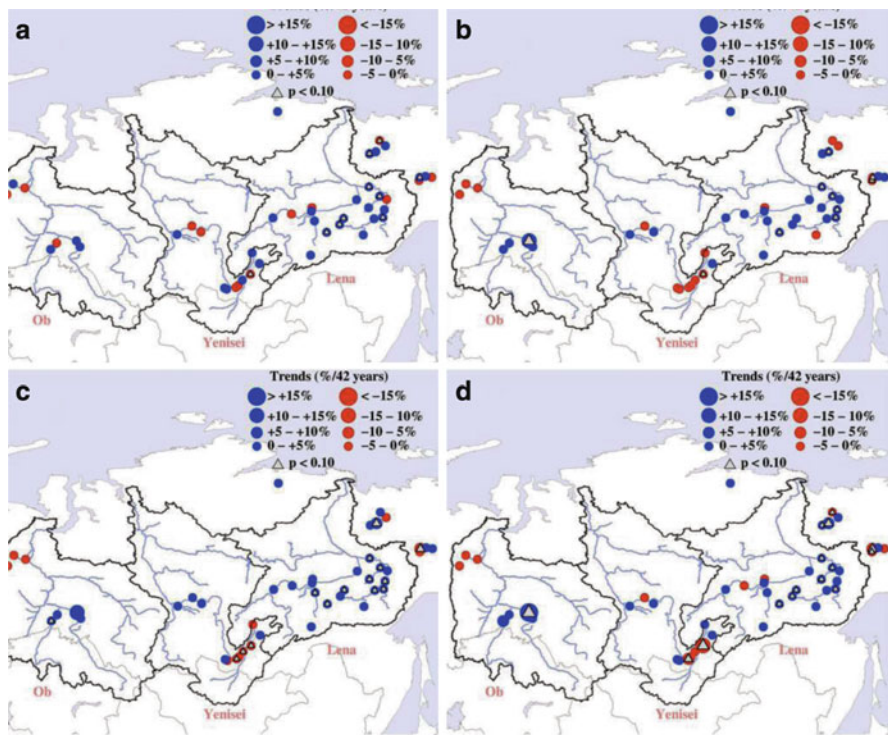 a
> +15%
< -15%
+10 – +15%
-15 – 10%
+5 – +10%
-10 – 5%
0 – +5%
-5 – 0%
p < 0.10
Ob
Yenisei
Lena
b
> +15%
< -15%
+10 – +15%
-15 – 10%
+5 – +10%
-10 – 5%
0 – +5%
-5 – 0%
p < 0.10
Ob
Yenisei
Lena
c
Trends (%/42 years)
> +15%
< -15%
+10 – +15%
-15 – 10%
+5 – +10%
-10 – 5%
0 – +5%
-5 – 0%
p < 0.10
Ob
Yenisei
Lena
d
Trends (%/42 years)
> +15%
< -15%
+10 – +15%
-15 – 10%
+5 – +10%
-10 – 5%
0 – +5%
-5 – 0%
p < 0.10
Ob
Yenisei
Lena